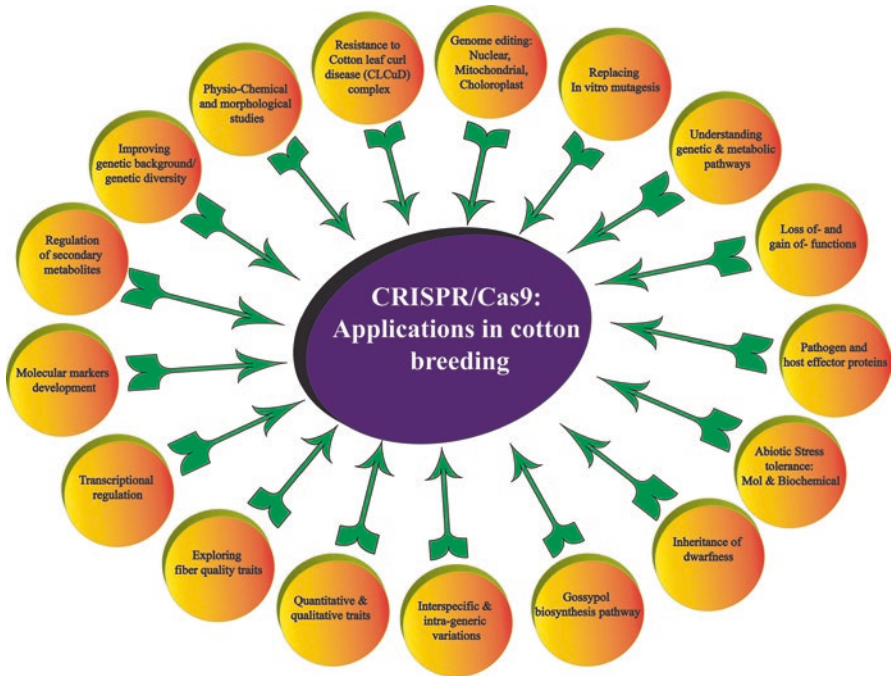 CRISPR/Cas9:
Applications in cotton
breeding
Resistance to
Cotton leaf curl
disease (CLCuD)
complex
Genome editing:
Nuclear,
Mitochondrial,
Choloroplast
Replacing
In vitro mutagesis
Understanding
genetic & metabolic
pathways
Loss of- and
gain of- functions
Pathogen and
host effector proteins
Abiotic Stress
tolerance:
Mol & Biochemical
Inheritance of
dwarfness
Gossypol
biosynthesis pathway
Interspecific &
intra-generic
variations
Quantitative &
qualitative traits
Exploring
fiber quality traits
Transcriptional
regulation
Molecular markers
development
Regulation
of secondary
metabolites
Improving
genetic background/
genetic diversity
Physio-Chemical
and morphological
studies